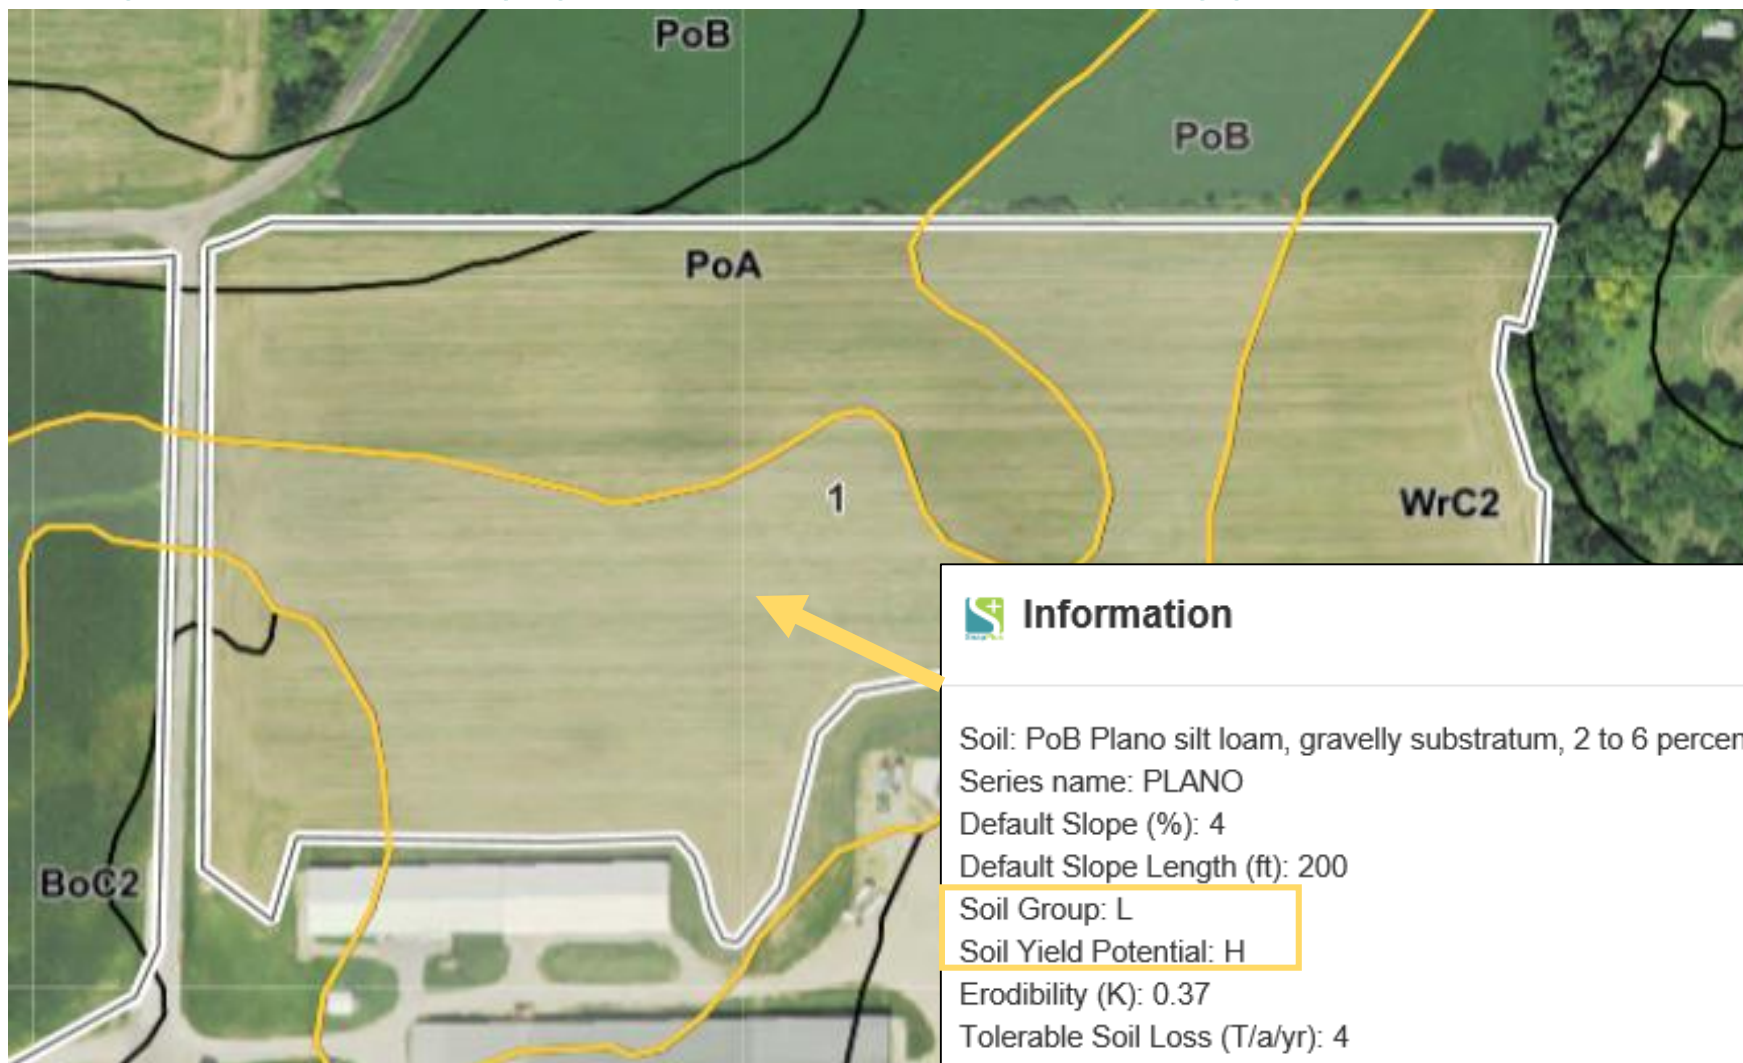 PoB
PoB
PoA
1
WrC2
BoC2
Information
Soil: PoB Plano silt loam, gravelly substratum, 2 to 6 percen
Series name: PLANO
Default Slope (%): 4
Default Slope Length (ft): 200
Soil Group: L
Soil Yield Potential: H
Erodibility (K): 0.37
Tolerable Soil Loss (T/a/yr): 4